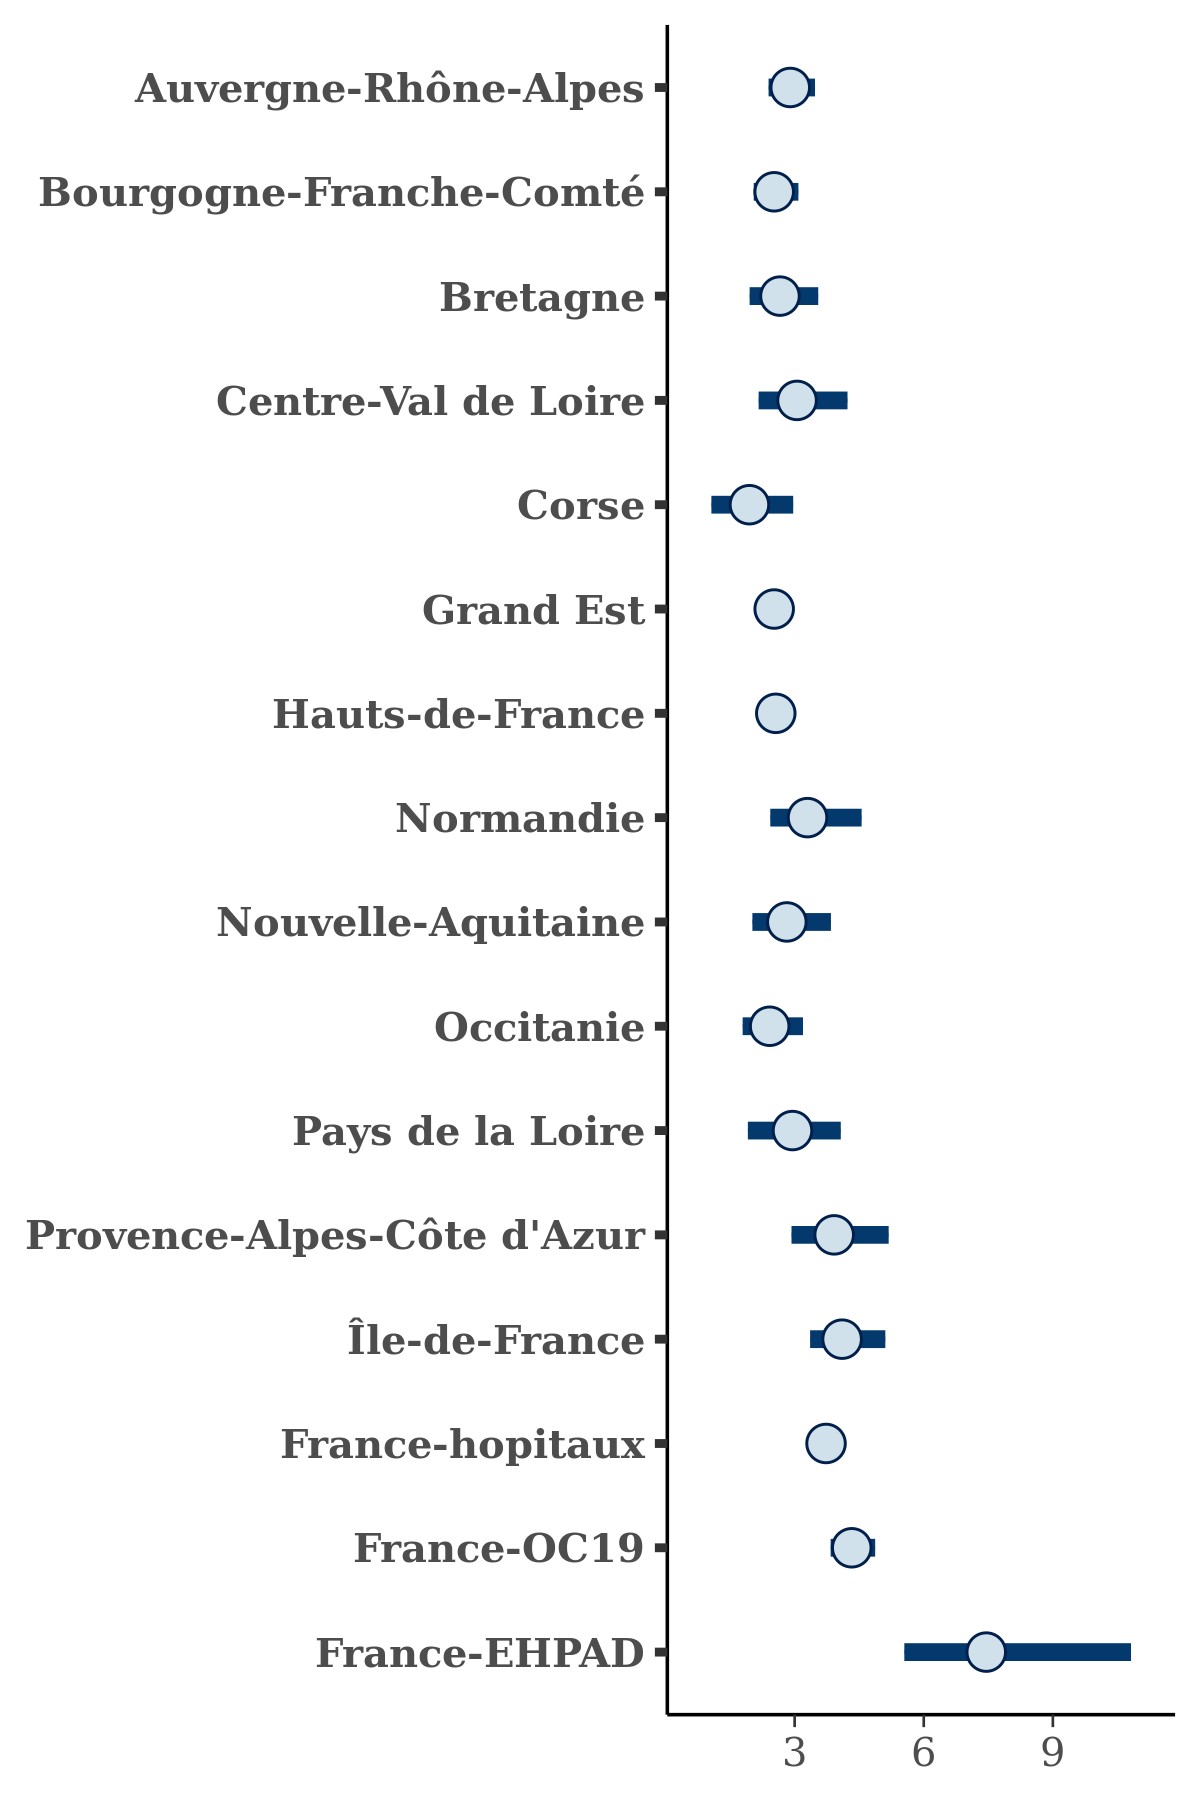 Auvergne-Rhône-Alpes
Bourgogne-Franche-Comté
Bretagne
Centre-Val de Loire
Corse
Grand Est
Hauts-de-France
Normandie
Nouvelle-Aquitaine
Occitanie
Pays de la Loire
Provence-Alpes-Côte d'Azur
Île-de-France
France-hopitaux
France-OC19
France-EHPAD
3 6 9